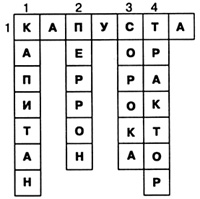 1 2 3 4
1 К А П У С Т А
А Е О Р
П Р Р А
И Р О К
Т О К Т
А Н А О
Н Р